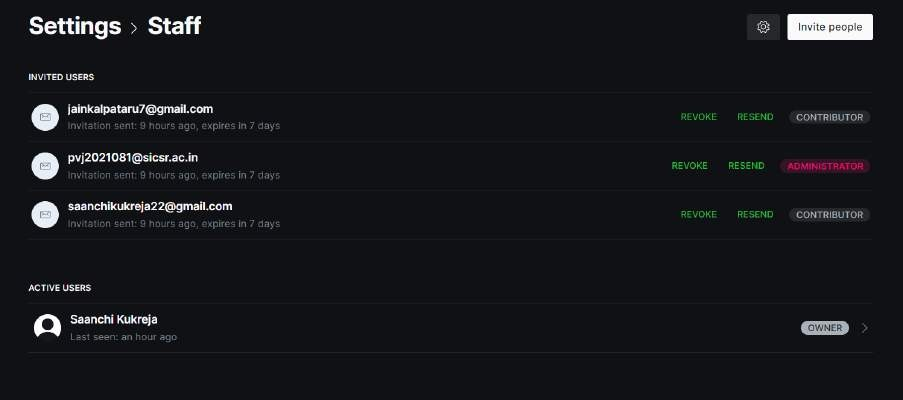 Settings > Staff
Invite people
INVITED USERS
jainkalpataru7@gmail.com
Invitation sent: 9 hours ago, expires in 7 days
REVOKE RESEND CONTRIBUTOR
pvj2021081@sicsr.ac.in
Invitation sent: 9 hours ago, expires in 7 days
REVOKE RESEND ADMINISTRATOR
saanchikukreja22@gmail.com
Invitation sent: 9 hours ago, expires in 7 days
REVOKE RESEND CONTRIBUTOR
ACTIVE USERS
Saanchi Kukreja
Last seen: an hour ago
OWNER